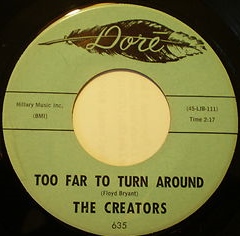 Doré
Hillary Music Inc.
(BMI)
(45-LJB-111)
Time 2:17
TOO FAR TO TURN AROUND
(Floyd Bryant)
THE CREATORS
635